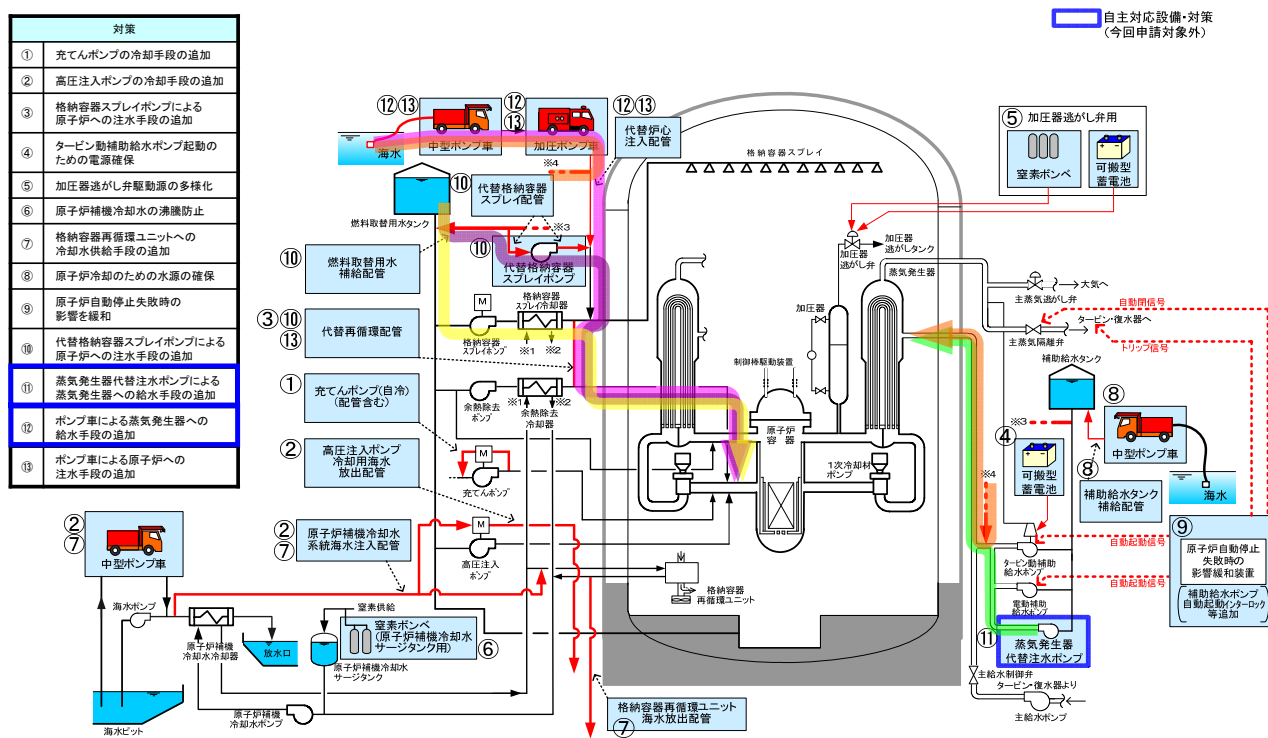 自主対応設備・対策
(今回申請対象外)
対策
① 充てんポンプの冷却手段の追加
② 高圧注入ポンプの冷却手段の追加
③ 格納容器スプレイポンプによる
原子炉への注水手段の追加
④ タービン動補助給水ポンプ起動の
ための電源確保
⑤ 加圧器逃がし弁駆動源の多様化
⑥ 原子炉補機冷却水の沸騰防止
⑦ 格納容器再循環ユニットへの
冷却水供給手段の追加
⑧ 原子炉冷却のための水源の確保
⑨ 原子炉自動停止失敗時の
影響を緩和
⑩ 代替格納容器スプレイポンプによる
原子炉への注水手段の追加
⑪ 蒸気発生器代替注水ポンプによる
蒸気発生器への給水手段の追加
⑫ ポンプ車による蒸気発生器への
給水手段の追加
⑬ ポンプ車による原子炉への
注水手段の追加
⑫⑬
中型ポンプ車
⑫
⑬
加圧ポンプ車
⑫⑬
代替炉心
注入配管
海水
※4
⑩
代替格納容器
スプレイ配管
燃料取替用水タンク
※3
⑩
代替格納容器
スプレイポンプ
⑩
燃料取替用水
補給配管
M
格納容器
スプレイ冷却器
格納容器
スプレイポンプ
※1
※2
③⑩
⑬
代替再循環配管
①
充てんポンプ(自冷)
(配管含む)
余熱除去
ポンプ
※1
※2
余熱除去
冷却器
②
高圧注入ポンプ
冷却用海水
放出配管
M
充てんポンプ
②
⑦
原子炉補機冷却水
系統海水注入配管
M
高圧注入
ポンプ
格納容器スプレイ
⑤ 加圧器逃がし弁用
窒素ボンベ
可搬型
蓄電池
加圧器
逃がしタンク
加圧器
逃がし弁
蒸気発生器
加圧器
制御棒駆動装置
原子炉
容器
1次冷却材
ポンプ
M
格納容器
再循環ユニット
大気へ
主蒸気逃がし弁
自動閉信号
タービン・復水器へ
主蒸気隔離弁
トリップ信号
補助給水タンク
⑧
中型ポンプ車
※3
④
可搬型
蓄電池
⑧
補助給水タンク
補給配管
海水
※4
自動起動信号
タービン動補助
給水ポンプ
自動起動信号
電動補助
給水ポンプ
⑨
原子炉自動停止
失敗時の
影響緩和装置
補助給水ポンプ
自動起動インターロック
等追加
⑪
蒸気発生器
代替注水ポンプ
主給水制御弁
タービン・復水器より
主給水ポンプ
②
⑦
中型ポンプ車
海水ポンプ
原子炉補機
冷却水冷却器
放水口
海水ピット
原子炉補機
冷却水ポンプ
窒素供給
窒素ボンベ
(原子炉補機冷却水
サージタンク用)
⑥
原子炉補機冷却水
サージタンク
格納容器再循環ユニット
海水放出配管
⑦